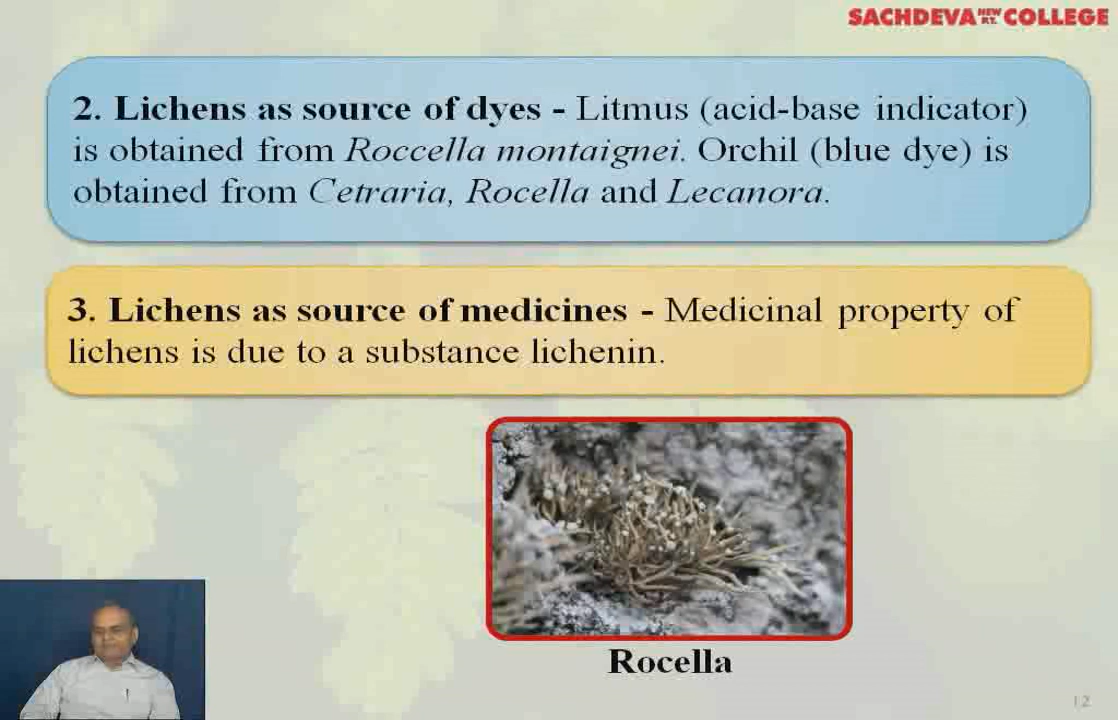 SACHDEVA NEW P.T. COLLEGE
2. Lichens as source of dyes - Litmus (acid-base indicator)
is obtained from Roccella montaignei. Orchil (blue dye) is
obtained from Cetraria, Rocella and Lecanora.
3. Lichens as source of medicines - Medicinal property of
lichens is due to a substance lichenin.
Rocella
12